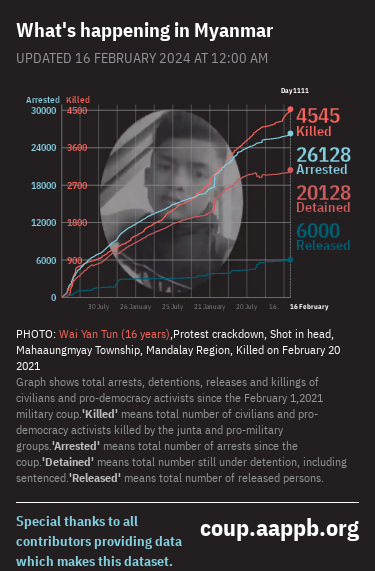 What's happening in Myanmar
UPDATED 16 FEBRUARY 2024 AT 12:00 AM
Day1111
Arrested Killed
30000 4500
24000 3600
18000 2700
12000 1800
6000 900
0
4545
Killed
26128
Arrested
20128
Detained
6000
Released
30 July 26 January 25 July 21 January 20 July 16. 16 February
PHOTO: Wai Yan Tun (16 years),Protest crackdown, Shot in head,
Mahaaungmyay Township, Mandalay Region, Killed on February 20
2021
Graph shows total arrests, detentions, releases and killings of
civilians and pro-democracy activists since the February 1,2021
military coup.'Killed' means total number of civilians and pro-
democracy activists killed by the junta and pro-military
groups.'Arrested' means total number of arrests since the
coup.'Detained' means total number still under detention, including
sentenced.'Released' means total number of released persons.
Special thanks to all
contributors providing data
which makes this dataset.
coup.aappb.org